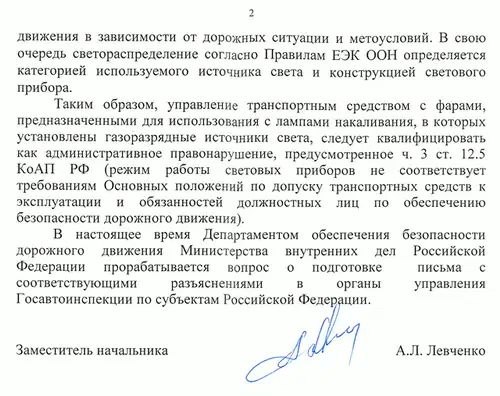 2
движения в зависимости от дорожных ситуации и метоусловий. В свою
очередь светораспределение согласно Правилам ЕЭК ООН определяется
категорией используемого источника света и конструкцией светового
прибора.
Таким образом, управление транспортным средством с фарами,
предназначенными для использования с лампами накаливания, в которых
установлены газоразрядные источники света, следует квалифицировать
как административное правонарушение, предусмотренное ч. 3 ст. 12.5
КоАП РФ (режим работы световых приборов не соответствует
требованиям Основных положений по допуску транспортных средств к
эксплуатации и обязанностей должностных лиц по обеспечению
безопасности дорожного движения).
В настоящее время Департаментом обеспечения безопасности
дорожного движения Министерства внутренних дел Российской
Федерации прорабатывается вопрос о подготовке письма с
соответствующими разъяснениями в органы управления
Госавтоинспекции по субъектам Российской Федерации.
Заместитель начальника А.Л. Левченко